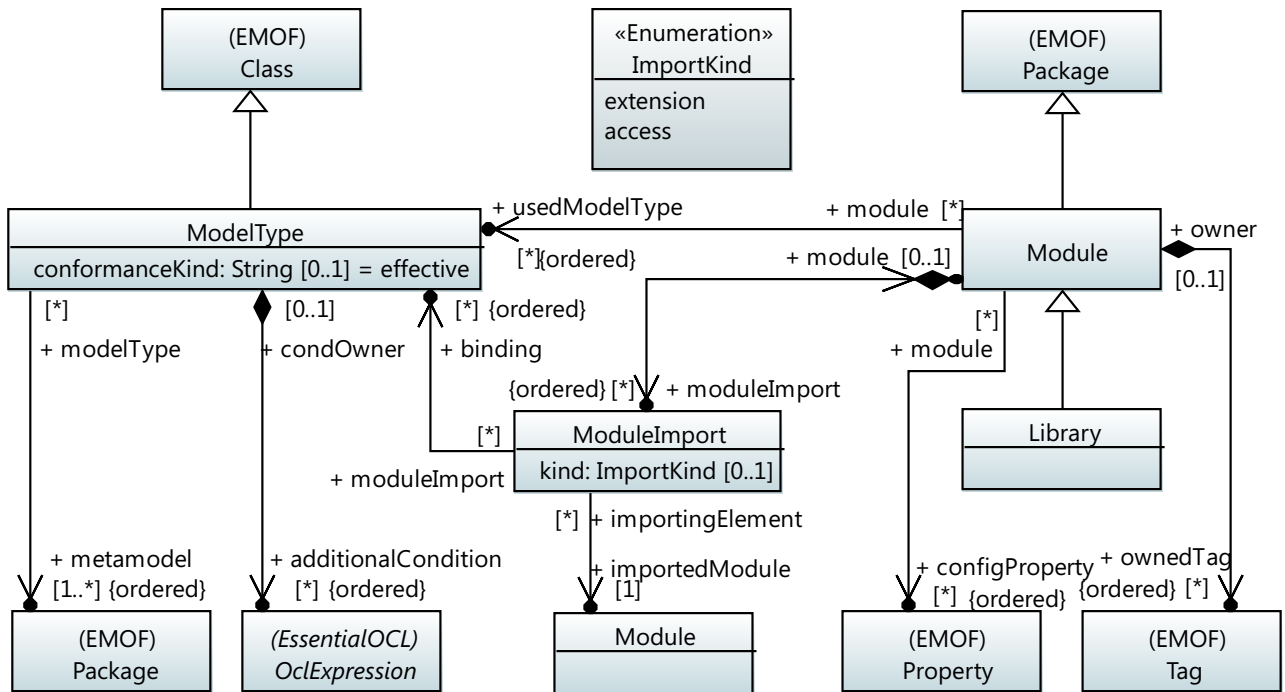 (EMOF)
Class
«Enumeration»
ImportKind
extension
access
(EMOF)
Package
+ usedModelType
+ module [*]
ModelType
conformanceKind: String [0..1] = effective
[*]{ordered}
+ module [0..1]
Module
+ owner
[0..1]
[*]
[0..1]
[*] {ordered}
[*]
+ modelType
+ condOwner
+ binding
+ module
{ordered} [*] + moduleImport
ModuleImport
kind: ImportKind [0..1]
Library
[*]
+ moduleImport
[*] + importingElement
+ metamodel
[1..*] {ordered}
+ additionalCondition
[*] {ordered}
+ importedModule
[1]
+ configProperty
[*] {ordered}
+ ownedTag
{ordered} [*]
(EMOF)
Package
(EssentialOCL)
OclExpression
Module
(EMOF)
Property
(EMOF)
Tag